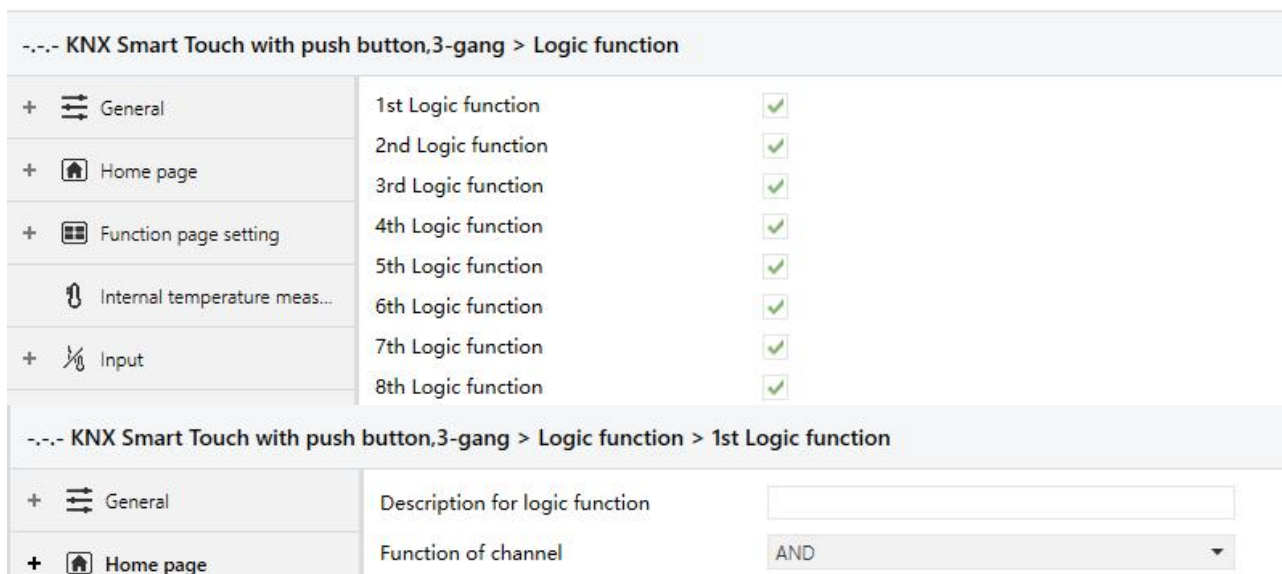 -.-.- KNX Smart Touch with push button,3-gang > Logic function
+ General
1st Logic function
2nd Logic function
+ Home page
3rd Logic function
+ Function page setting
4th Logic function
5th Logic function
Internal temperature meas...
6th Logic function
+ Input
7th Logic function
8th Logic function
-.-.- KNX Smart Touch with push button,3-gang > Logic function > 1st Logic function
+ General
Description for logic function
+ Home page
Function of channel AND